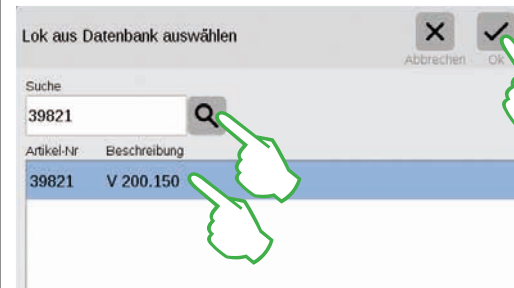 Lok aus Datenbank auswählen
Abbrechen Ok
Suche
39821
Artikel-Nr Beschreibung
39821 V 200.150